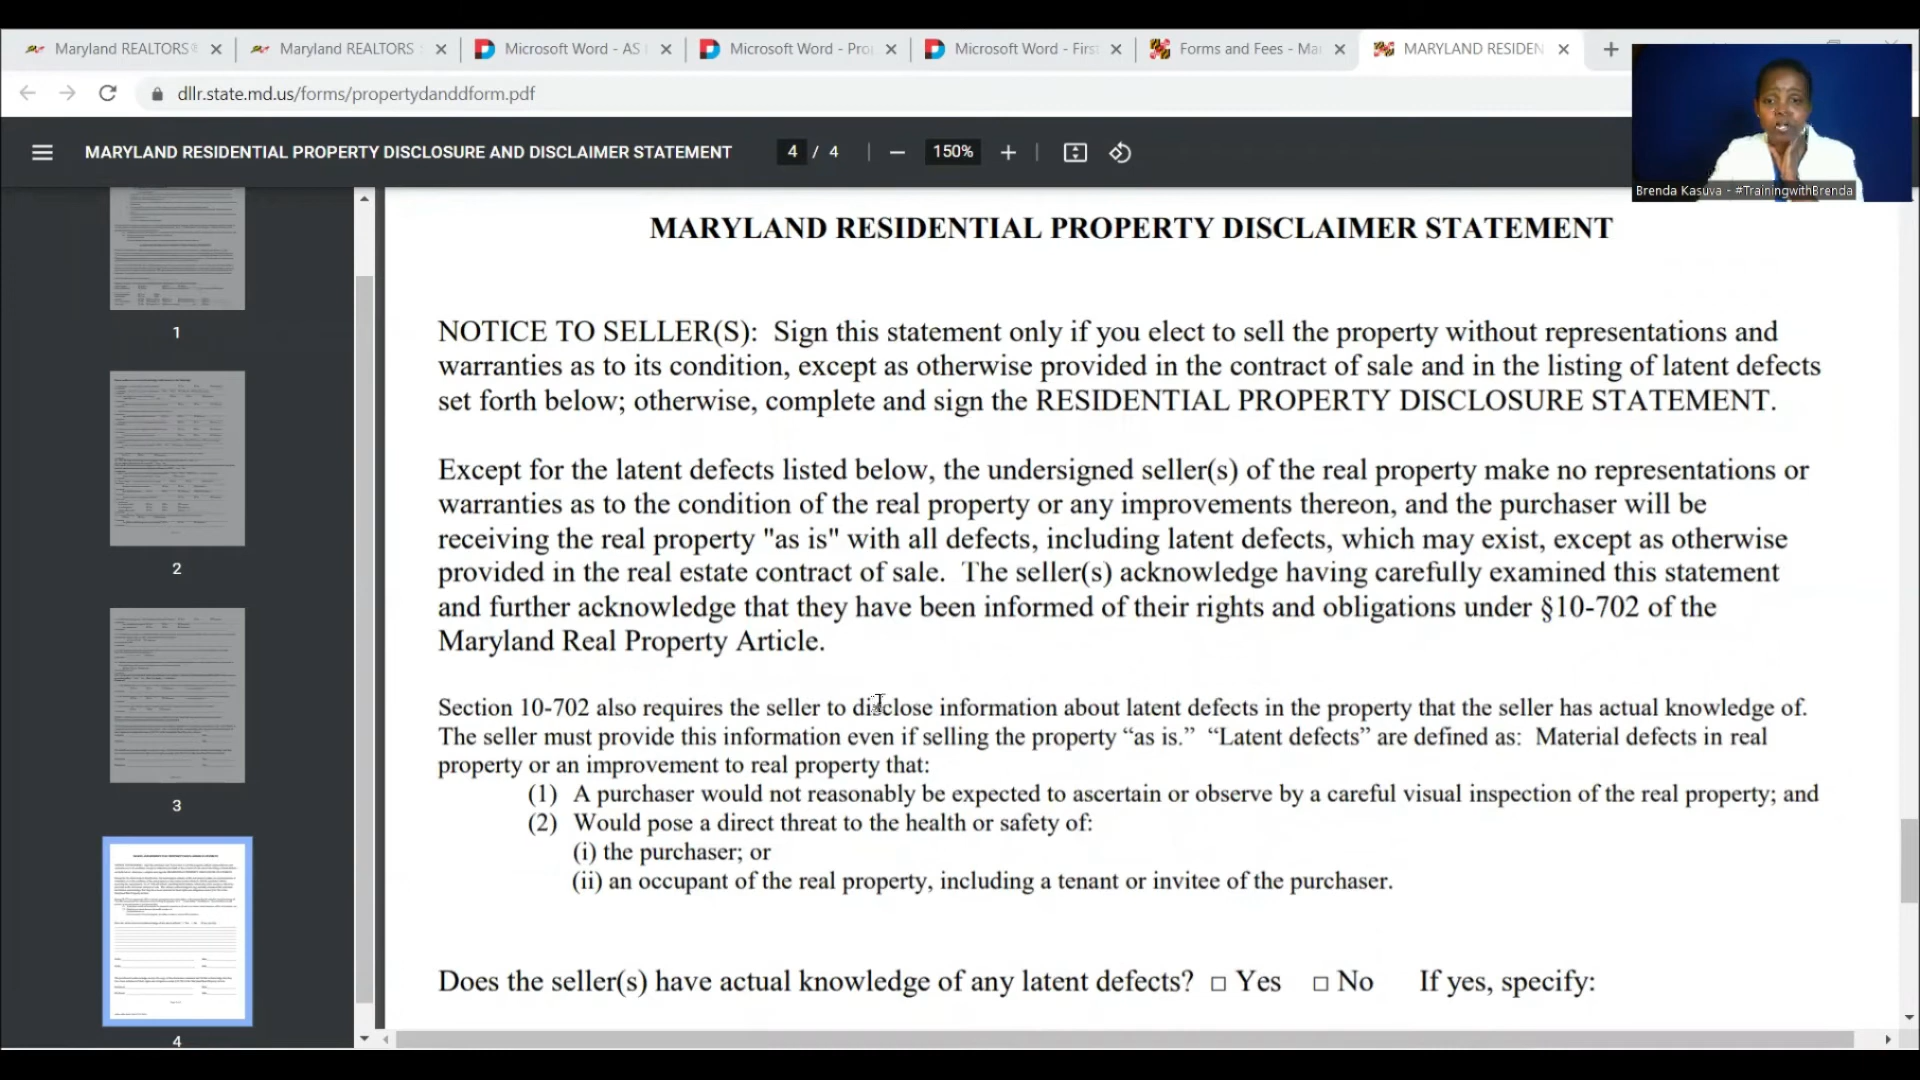 Maryland REALTORS®
Maryland REALTORS
Microsoft Word - AS
Microsoft Word - Pro
Microsoft Word - First
Forms and Fees - Ma
MARYLAND RESIDEN
dllr.state.md.us/forms/propertydanddform.pdf
MARYLAND RESIDENTIAL PROPERTY DISCLOSURE AND DISCLAIMER STATEMENT
4 / 4
150%
Brenda Kasuva - #TrainingwithBrenda
1
2
3
4
MARYLAND RESIDENTIAL PROPERTY DISCLAIMER STATEMENT
NOTICE TO SELLER(S): Sign this statement only if you elect to sell the property without representations and
warranties as to its condition, except as otherwise provided in the contract of sale and in the listing of latent defects
set forth below; otherwise, complete and sign the RESIDENTIAL PROPERTY DISCLOSURE STATEMENT.
Except for the latent defects listed below, the undersigned seller(s) of the real property make no representations or
warranties as to the condition of the real property or any improvements thereon, and the purchaser will be
receiving the real property "as is" with all defects, including latent defects, which may exist, except as otherwise
provided in the real estate contract of sale. The seller(s) acknowledge having carefully examined this statement
and further acknowledge that they have been informed of their rights and obligations under §10-702 of the
Maryland Real Property Article.
Section 10-702 also requires the seller to disclose information about latent defects in the property that the seller has actual knowledge of.
The seller must provide this information even if selling the property “as is.” “Latent defects” are defined as: Material defects in real
property or an improvement to real property that:
(1) A purchaser would not reasonably be expected to ascertain or observe by a careful visual inspection of the real property; and
(2) Would pose a direct threat to the health or safety of:
(i) the purchaser; or
(ii) an occupant of the real property, including a tenant or invitee of the purchaser.
Does the seller(s) have actual knowledge of any latent defects? □ Yes □ No If yes, specify: